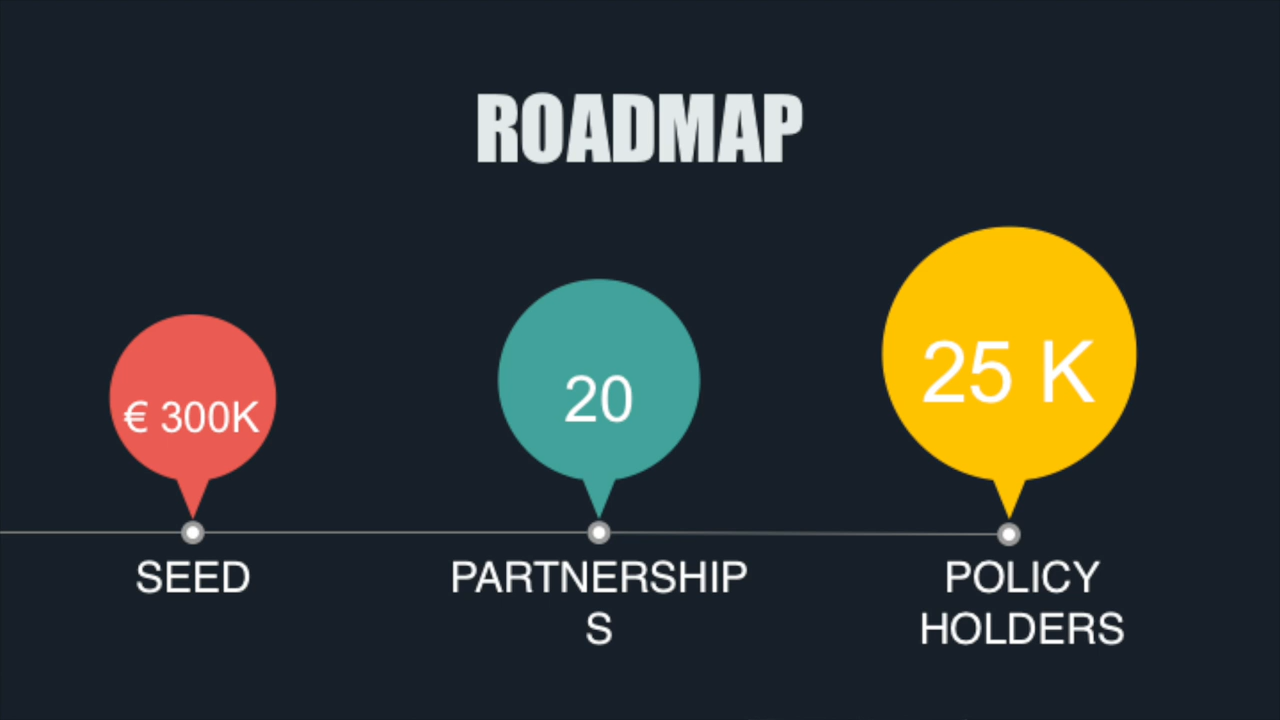 ROADMAP
€ 300K
20
25 K
SEED
PARTNERSHIP
S
POLICY
HOLDERS